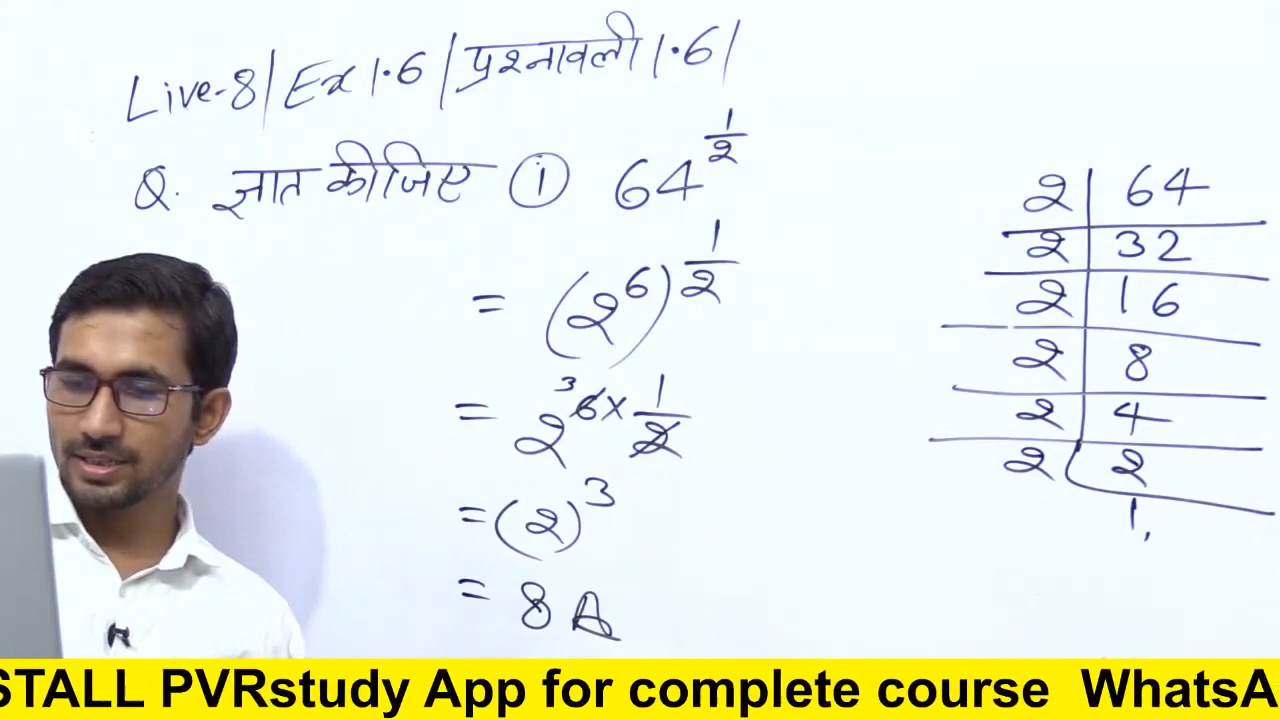 Live-8| Ex 1.6 | प्रश्नावली 1.6|
Q. ज्ञात कीजिए (i) 64^{1/2}
= (2^6)^{1/2}
= 2^{6 × 1/2} 3
= (2)^3
= 8 A
2 | 64
2 | 32
2 | 16
2 | 8
2 | 4
2 | 2
1,
STALL PVRstudy App for complete course WhatsA